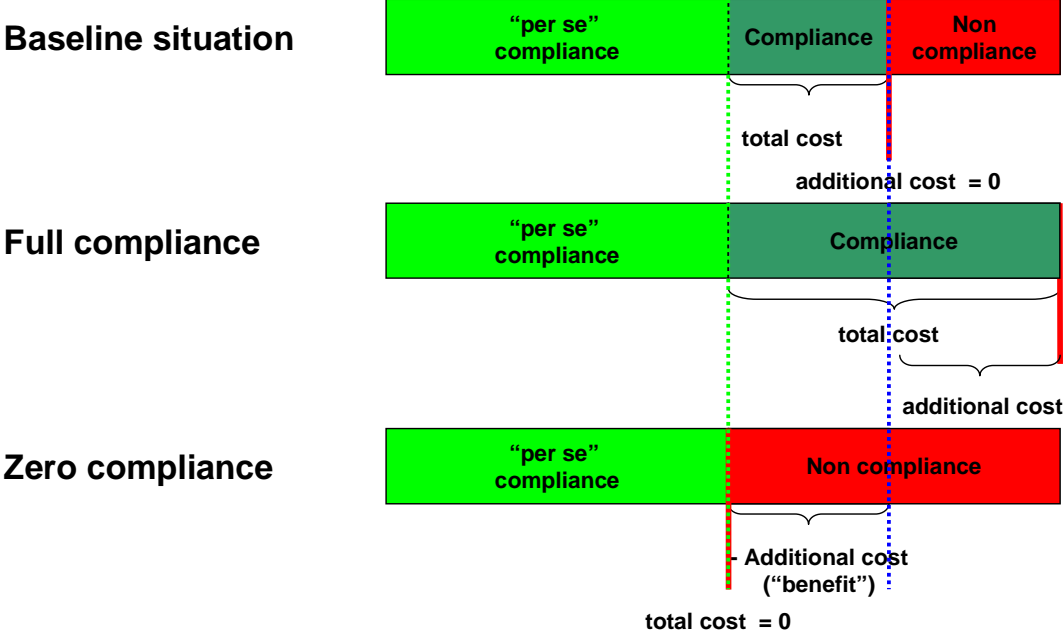 Baseline situation
“per se”
compliance
Compliance
Non
compliance
total cost
additional cost = 0
Full compliance
“per se”
compliance
Compliance
total cost
additional cost
Zero compliance
“per se”
compliance
Non compliance
- Additional cost
(“benefit”)
total cost = 0